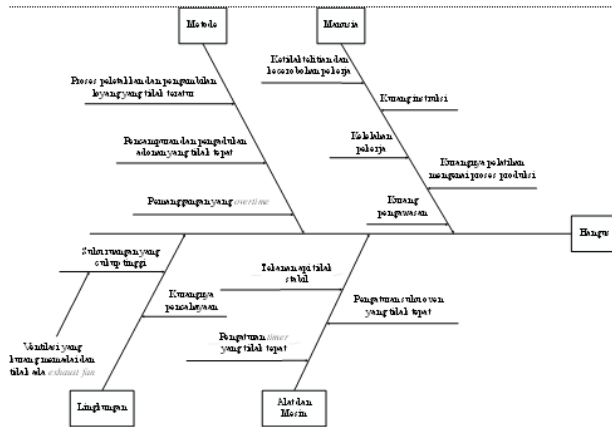 Metode
Manusia
Ketidaktelitian dan
kecerobohan pekerja
Proses peletakkan dan pengambilan
loyang yang tidak teratur
Kurang instruksi
Pencampuran dan pengadukan
adonan yang tidak tepat
Kelelahan
pekerja
Kurangnya pelatihan
mengenai proses produksi
Pemanggangan yang overtime
Kurang
pengawasan
Hangus
Suhu ruangan yang
cukup tinggi
Tekanan api tidak
stabil
Kurangnya
pencahayaan
Pengaturan suhu oven
yang tidak tepat
Ventilasi yang
kurang memadai dan
tidak ada exhaust fan
Pengaturan timer
yang tidak tepat
Lingkungan
Alat dan
Mesin